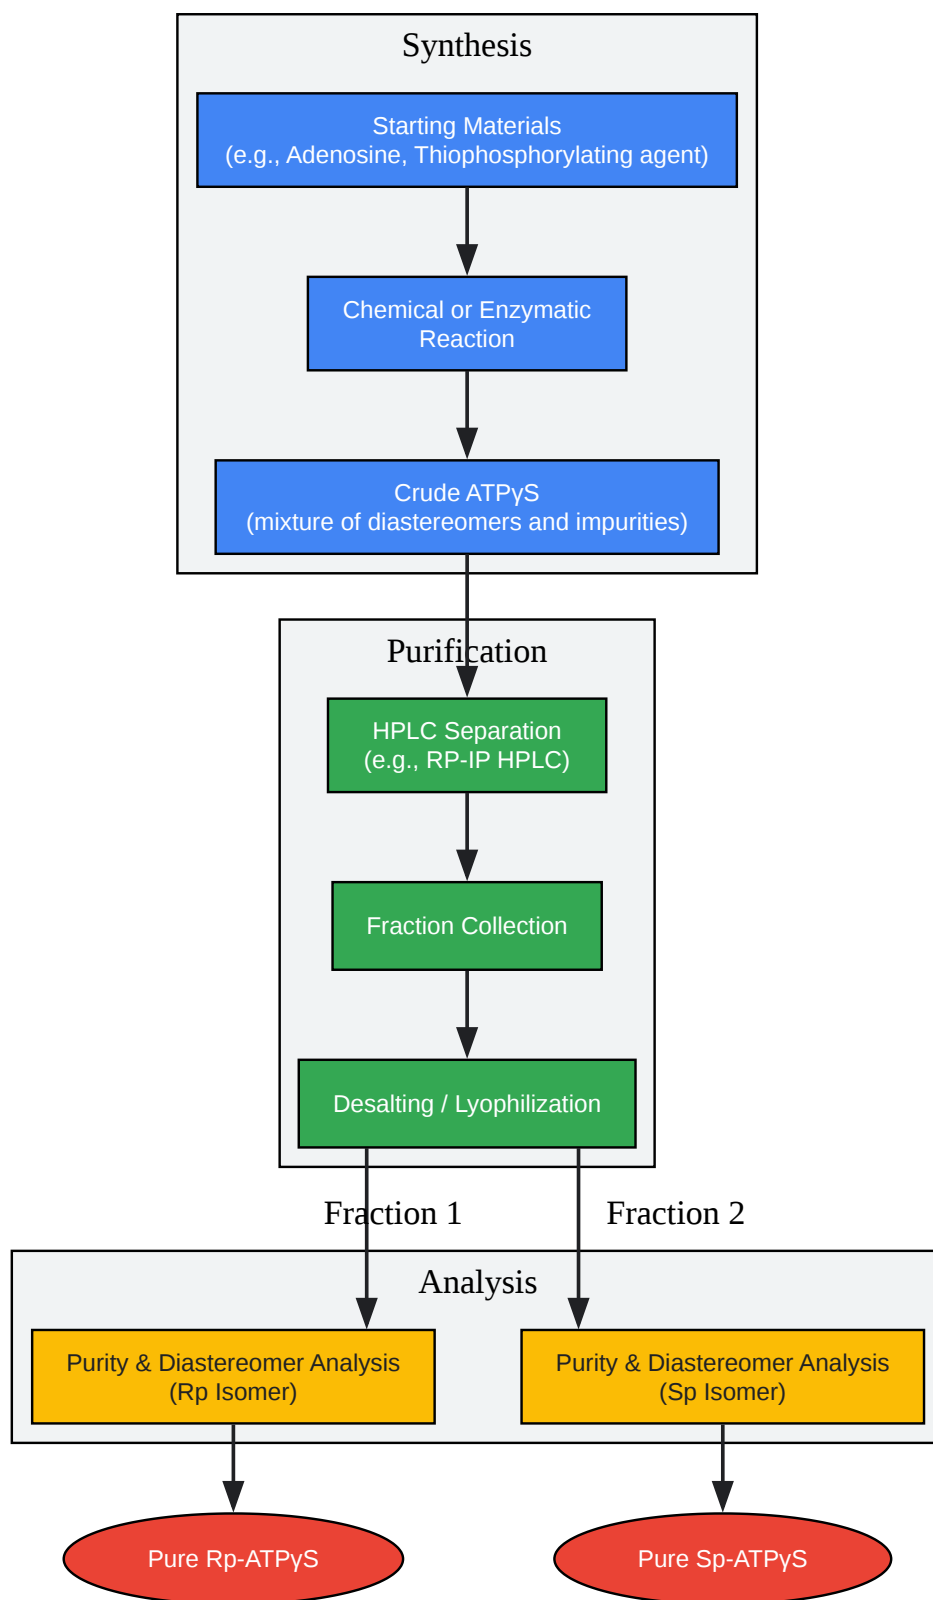 Synthesis
Starting Materials
(e.g., Adenosine, Thiophosphorylating agent)
Chemical or Enzymatic
Reaction
Crude ATPγS
(mixture of diastereomers and impurities)
Purification
HPLC Separation
(e.g., RP-IP HPLC)
Fraction Collection
Desalting / Lyophilization
Fraction 1
Fraction 2
Analysis
Purity & Diastereomer Analysis
(Rp Isomer)
Purity & Diastereomer Analysis
(Sp Isomer)
Pure Rp-ATPγS
Pure Sp-ATPγS